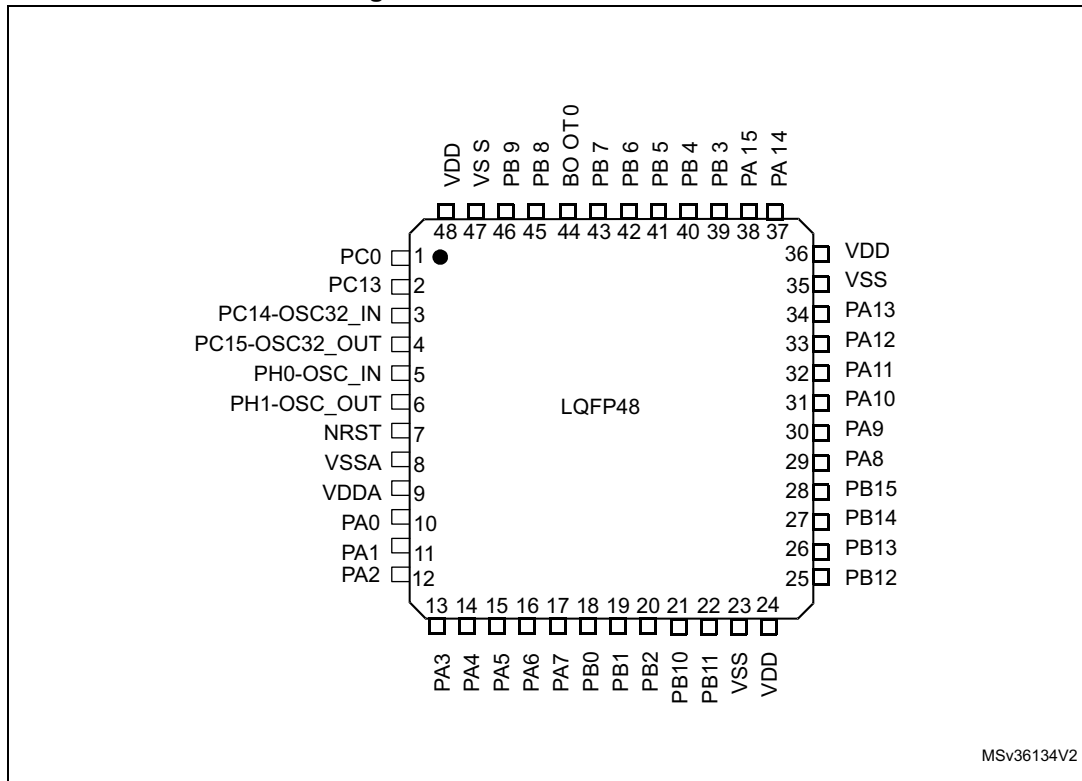 VDD
VS S
PB 9
PB 8
BO OT 0
PB 7
PB 6
PB 5
PB 4
PB 3
PA 15
PA 14
48 47 46 45 44 43 42 41 40 39 38 37
PC0 1
PC13 2
PC14-OSC32_IN 3
PC15-OSC32_OUT 4
PH0-OSC_IN 5
PH1-OSC_OUT 6
NRST 7
VSSA 8
VDDA 9
PA0 10
PA1 11
PA2 12
LQFP48
36 VDD
35 VSS
34 PA13
33 PA12
32 PA11
31 PA10
30 PA9
29 PA8
28 PB15
27 PB14
26 PB13
25 PB12
13 14 15 16 17 18 19 20 21 22 23 24
PA3
PA4
PA5
PA6
PA7
PB0
PB1
PB2
PB10
PB11
VSS
VDD
MSv36134V2